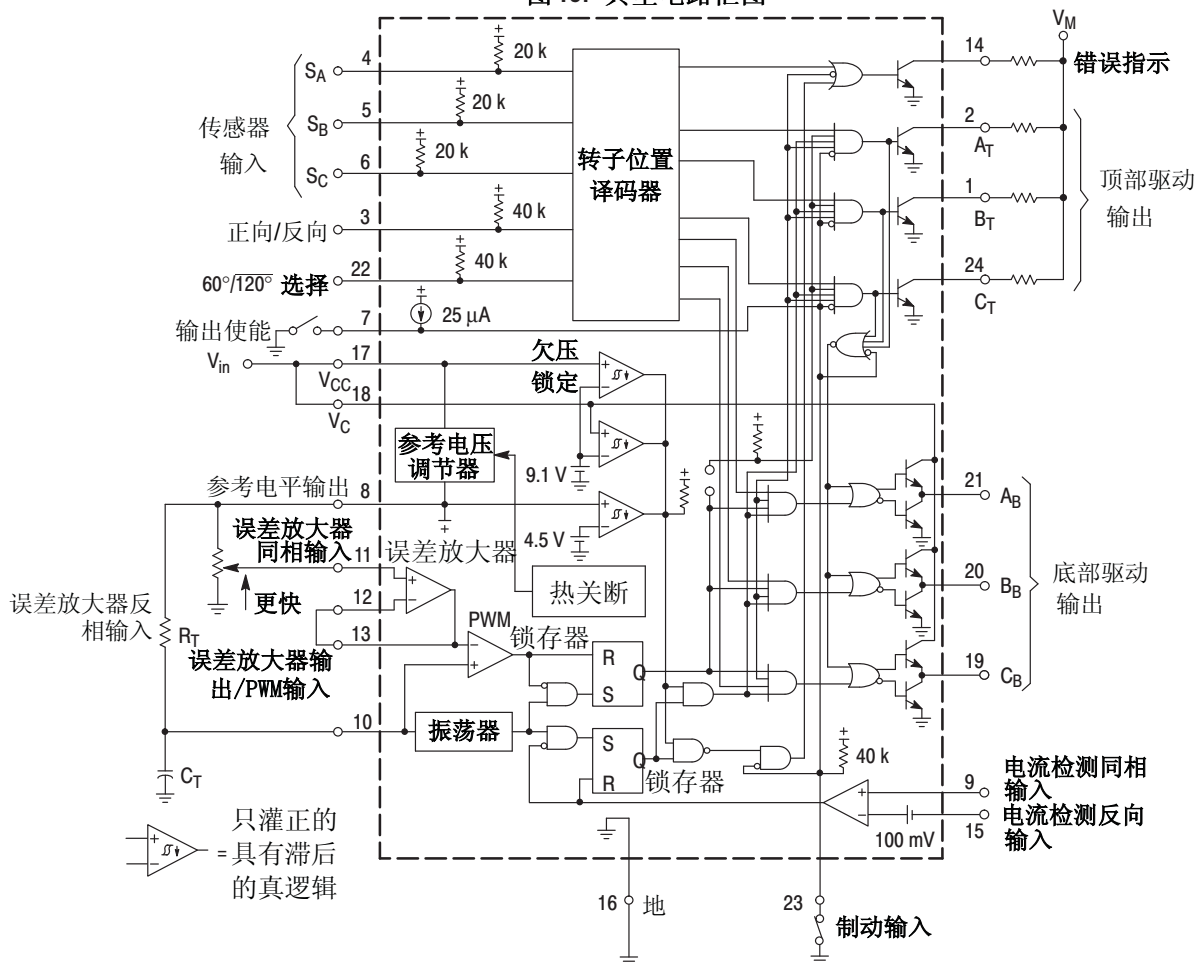 4
S_A
20 k
5
S_B
20 k
传感器
输入
6
S_C
20 k
3
正向/反向
40 k
22
60°/120° 选择
40 k
转子位置
译码器
输出使能
7
25 μA
V_in
17
V_CC
18
V_C
欠压
锁定
参考电压
调节器
9.1 V
参考电平输出
8
4.5 V
误差放大器
同相输入
11
误差放大器
热关断
更快
12
误差放大器反
相输入
R_T
13
误差放大器输
出/PWM输入
PWM
锁存器
R
S
Q
10
振荡器
S
R
Q
锁存器
C_T
只灌正的
=具有滞后
的真逻辑
16
地
V_M
14
错误指示
2
A_T
1
B_T
24
C_T
顶部驱动
输出
21
A_B
20
B_B
19
C_B
底部驱动
输出
40 k
9
电流检测同相
输入
15
电流检测反向
输入
100 mV
23
制动输入